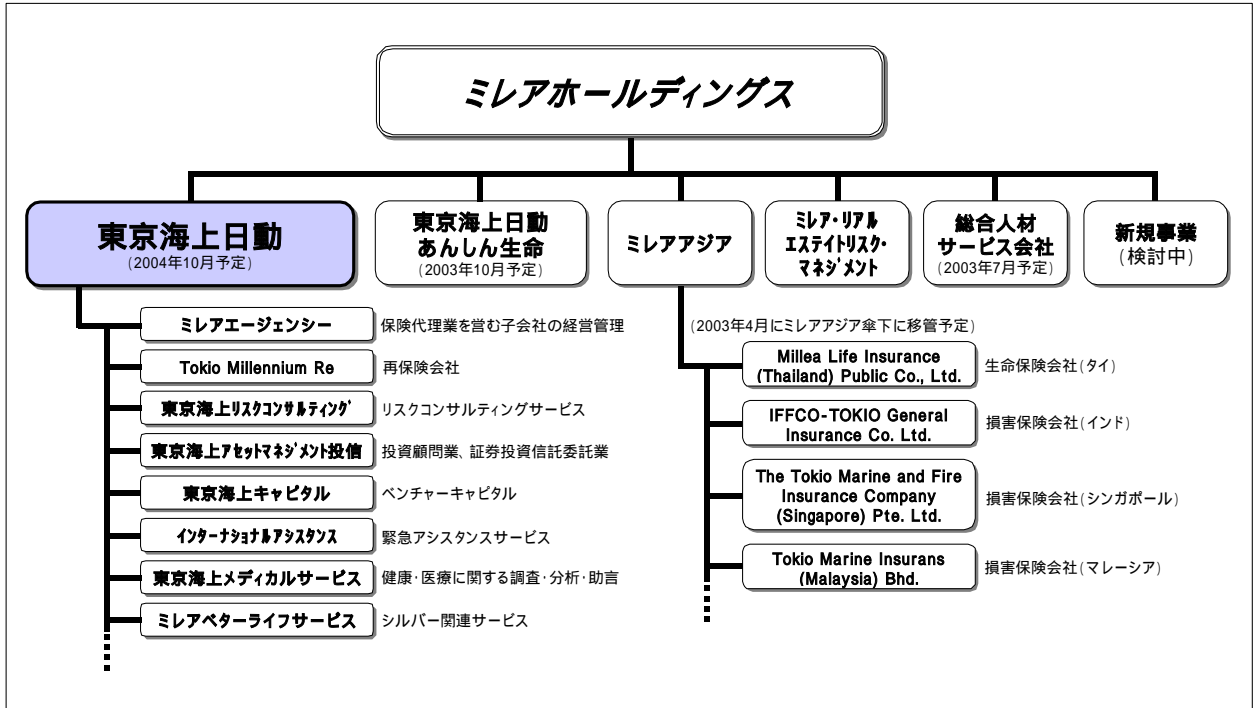 ミレアホールディングス
東京海上日動
(2004年10月予定)
東京海上日動
あんしん生命
(2003年10月予定)
ミレアアジア
ミレア・リアル
エステイトリスク・
マネジメント
総合人材
サービス会社
(2003年7月予定)
新規事業
(検討中)
ミレアエージェンシー
保険代理業を営む子会社の経営管理
Tokio Millennium Re
再保険会社
東京海上リスクコンサルティング
リスクコンサルティングサービス
東京海上アセットマネジメント投信
投資顧問業、証券投資信託委託業
東京海上キャピタル
ベンチャーキャピタル
インターナショナルアシスタンス
緊急アシスタンスサービス
東京海上メディカルサービス
健康・医療に関する調査・分析・助言
ミレアベターライフサービス
シルバー関連サービス
(2003年4月にミレアアジア傘下に移管予定)
Millea Life Insurance
(Thailand) Public Co., Ltd.
生命保険会社(タイ)
IFFCO-TOKIO General
Insurance Co. Ltd.
損害保険会社(インド)
The Tokio Marine and Fire
Insurance Company
(Singapore) Pte. Ltd.
損害保険会社(シンガポール)
Tokio Marine Insurans
(Malaysia) Bhd.
損害保険会社(マレーシア)